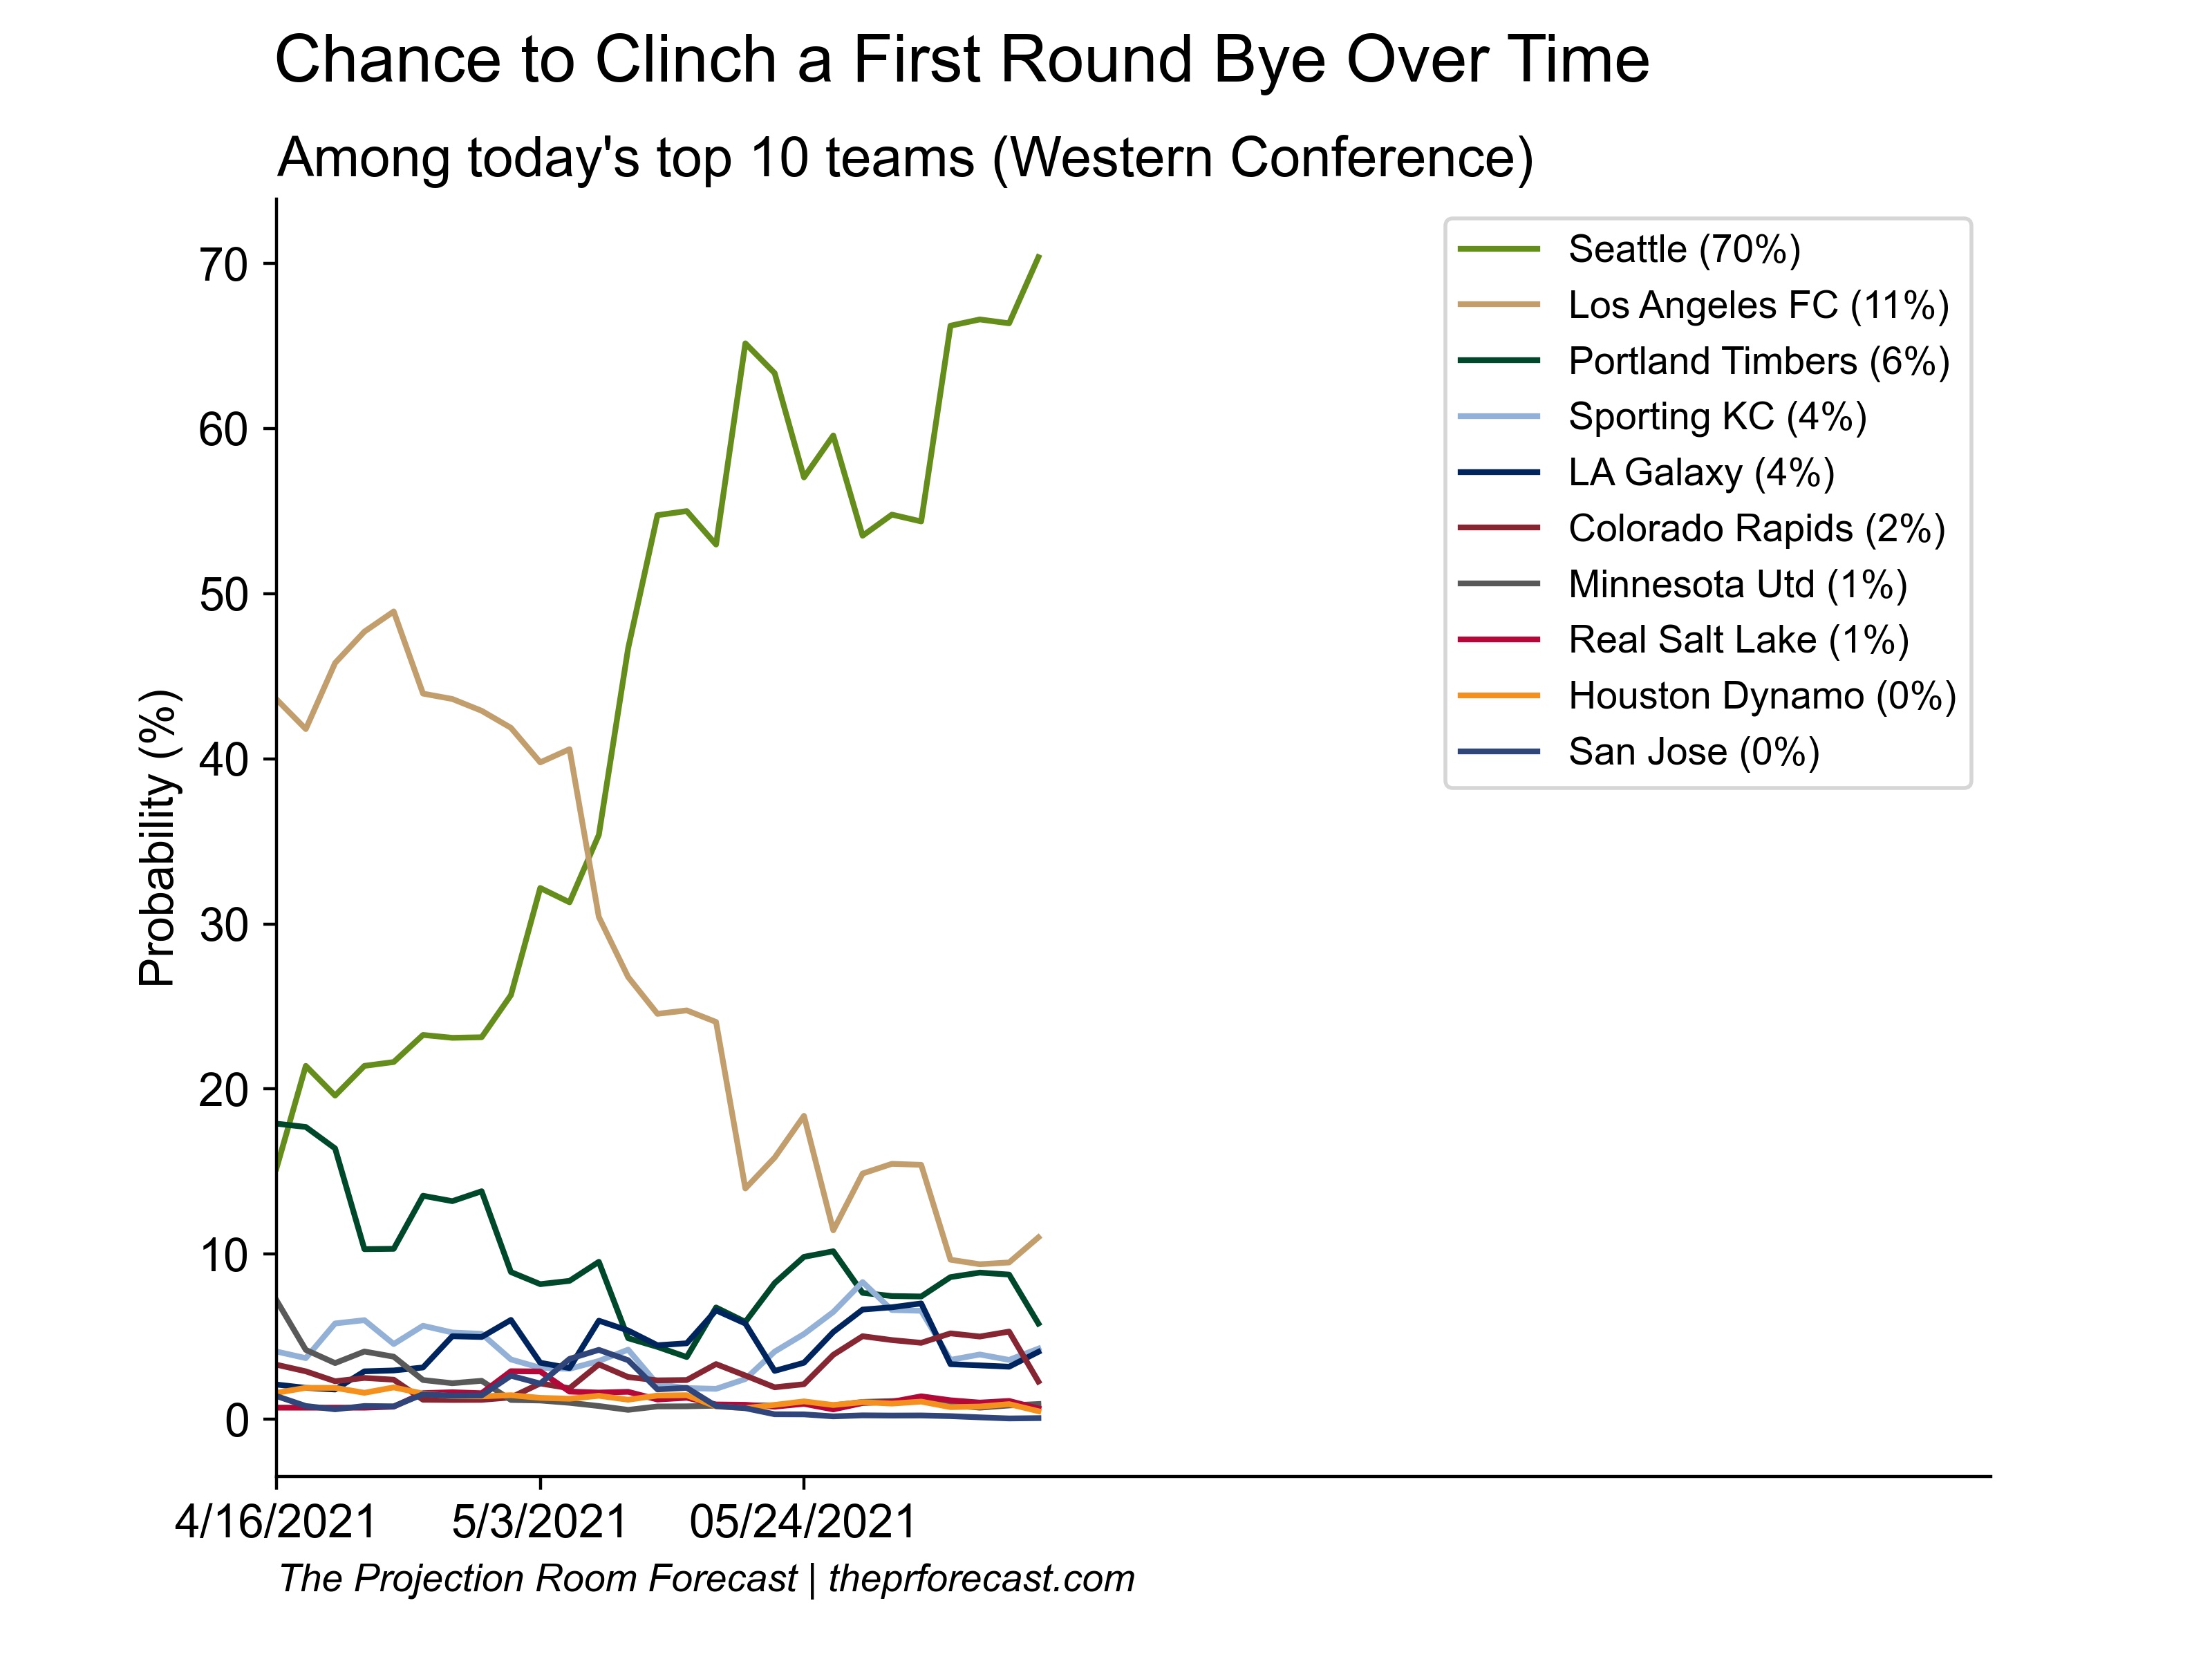 Chance to Clinch a First Round Bye Over Time
Among today's top 10 teams (Western Conference)
Probability (%)
70
60
50
40
30
20
10
0
4/16/2021
5/3/2021
05/24/2021
Seattle (70%)
Los Angeles FC (11%)
Portland Timbers (6%)
Sporting KC (4%)
LA Galaxy (4%)
Colorado Rapids (2%)
Minnesota Utd (1%)
Real Salt Lake (1%)
Houston Dynamo (0%)
San Jose (0%)
The Projection Room Forecast | theprforecast.com